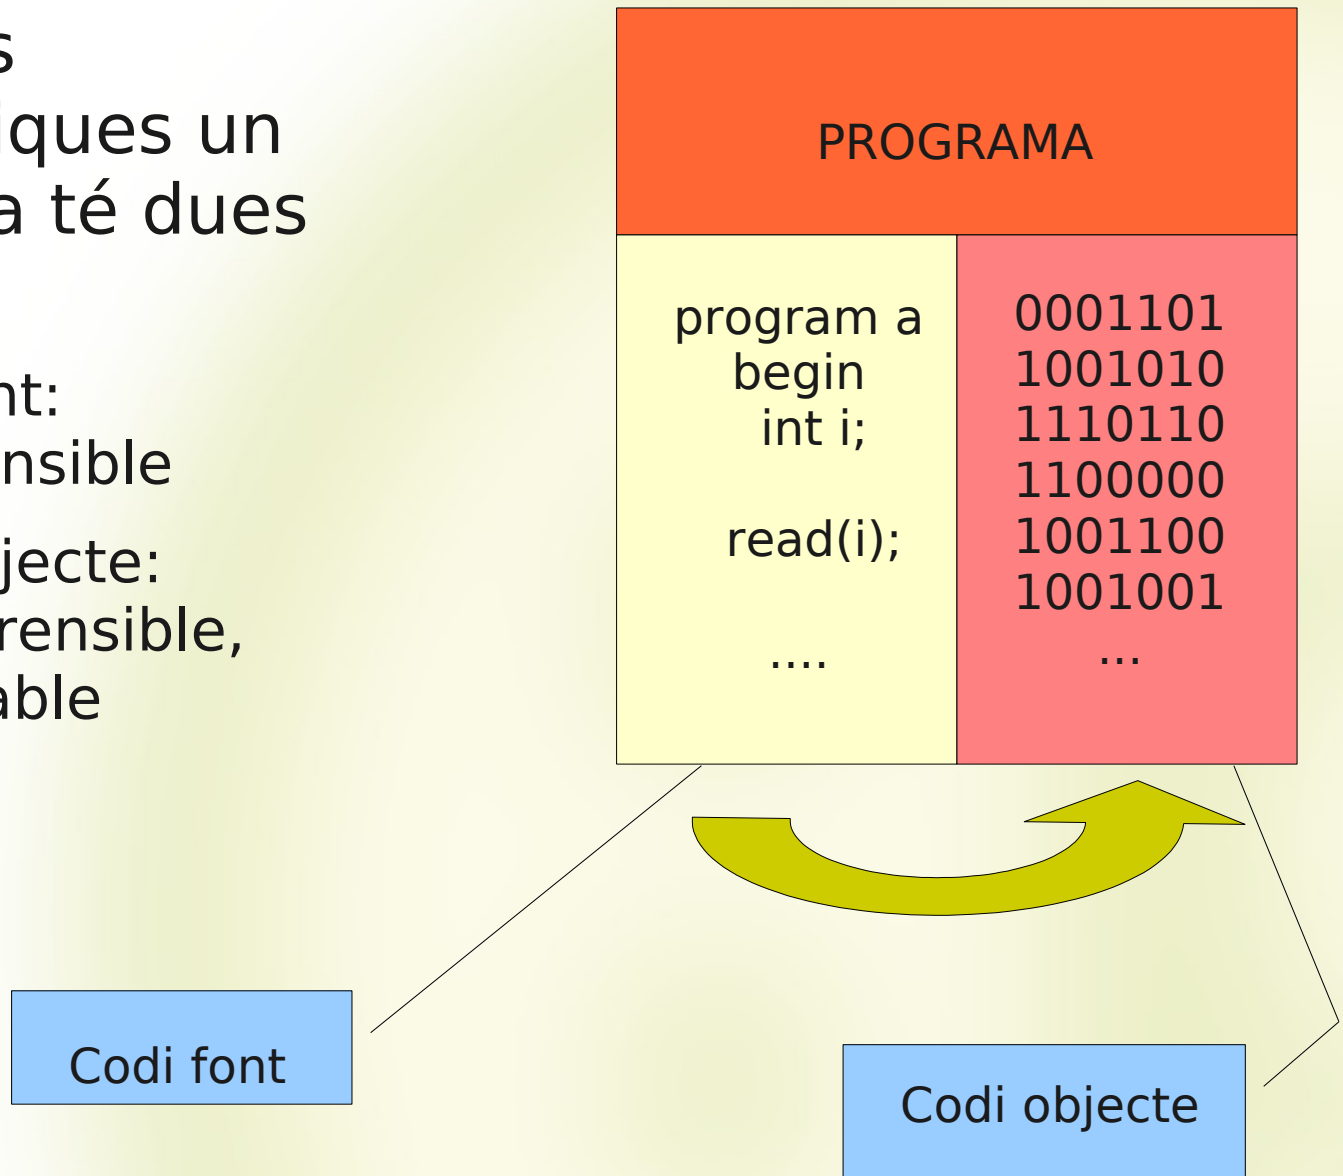 s
iques un
a té dues
nt:
nsible
jecte:
rensible,
able
PROGRAMA
program a
begin
int i;
read(i);
....
0001101
1001010
1110110
1100000
1001100
1001001
...
Codi font
Codi objecte